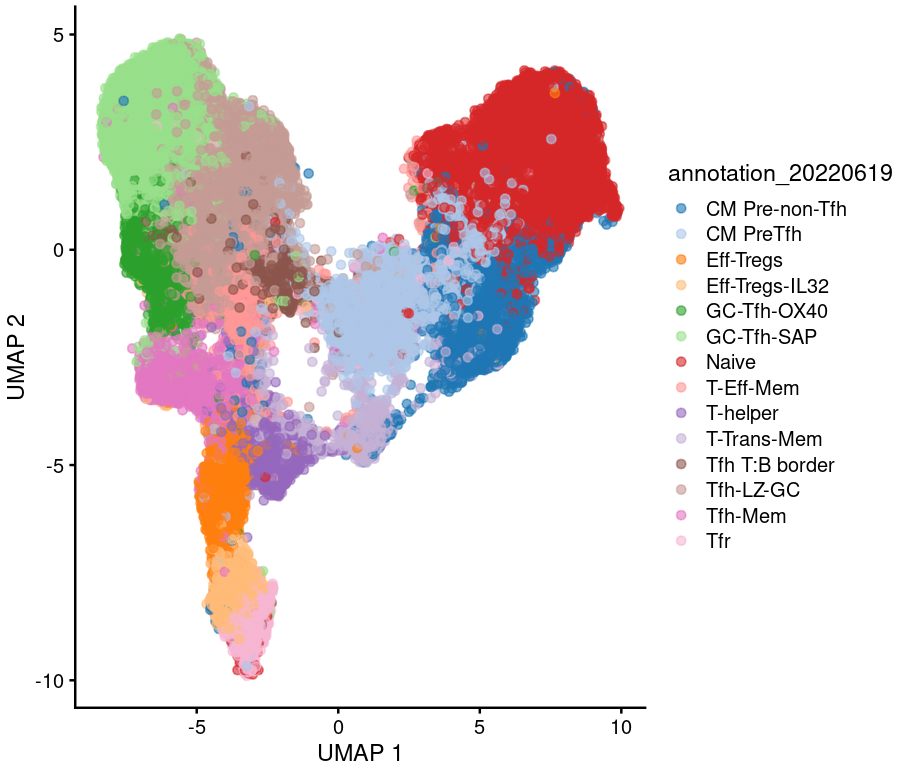 5
0
-5
-10
-5
0
5
10
UMAP 1
UMAP 2
annotation_20220619
CM Pre-non-Tfh
CM PreTfh
Eff-Tregs
Eff-Tregs-IL32
GC-Tfh-OX40
GC-Tfh-SAP
Naive
T-Eff-Mem
T-helper
T-Trans-Mem
Tfh T:B border
Tfh-LZ-GC
Tfh-Mem
Tfr